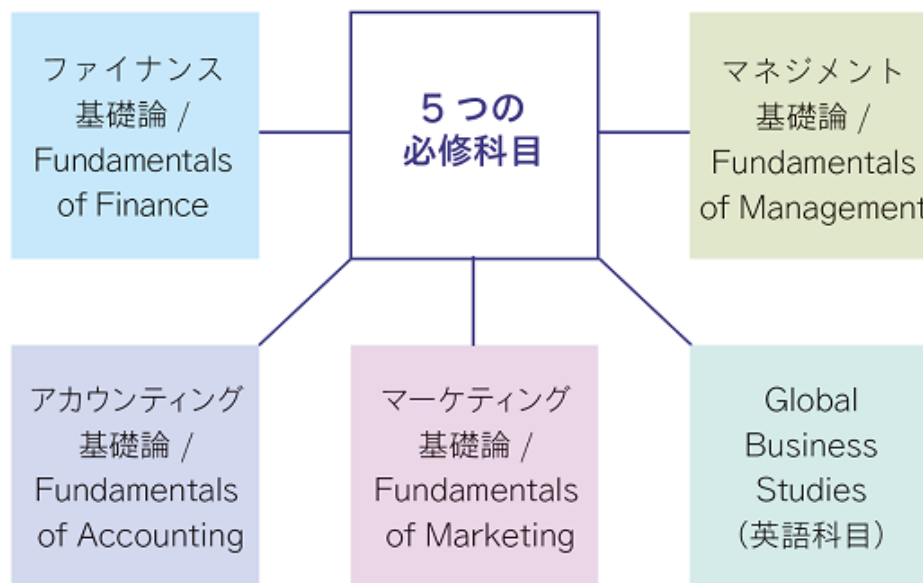 ファイナンス
基礎論 /
Fundamentals
of Finance
5 つの
必修科目
マネジメント
基礎論 /
Fundamentals
of Management
アカウンティング
基礎論 /
Fundamentals
of Accounting
マーケティング
基礎論 /
Fundamentals
of Marketing
Global
Business
Studies
（英語科目）